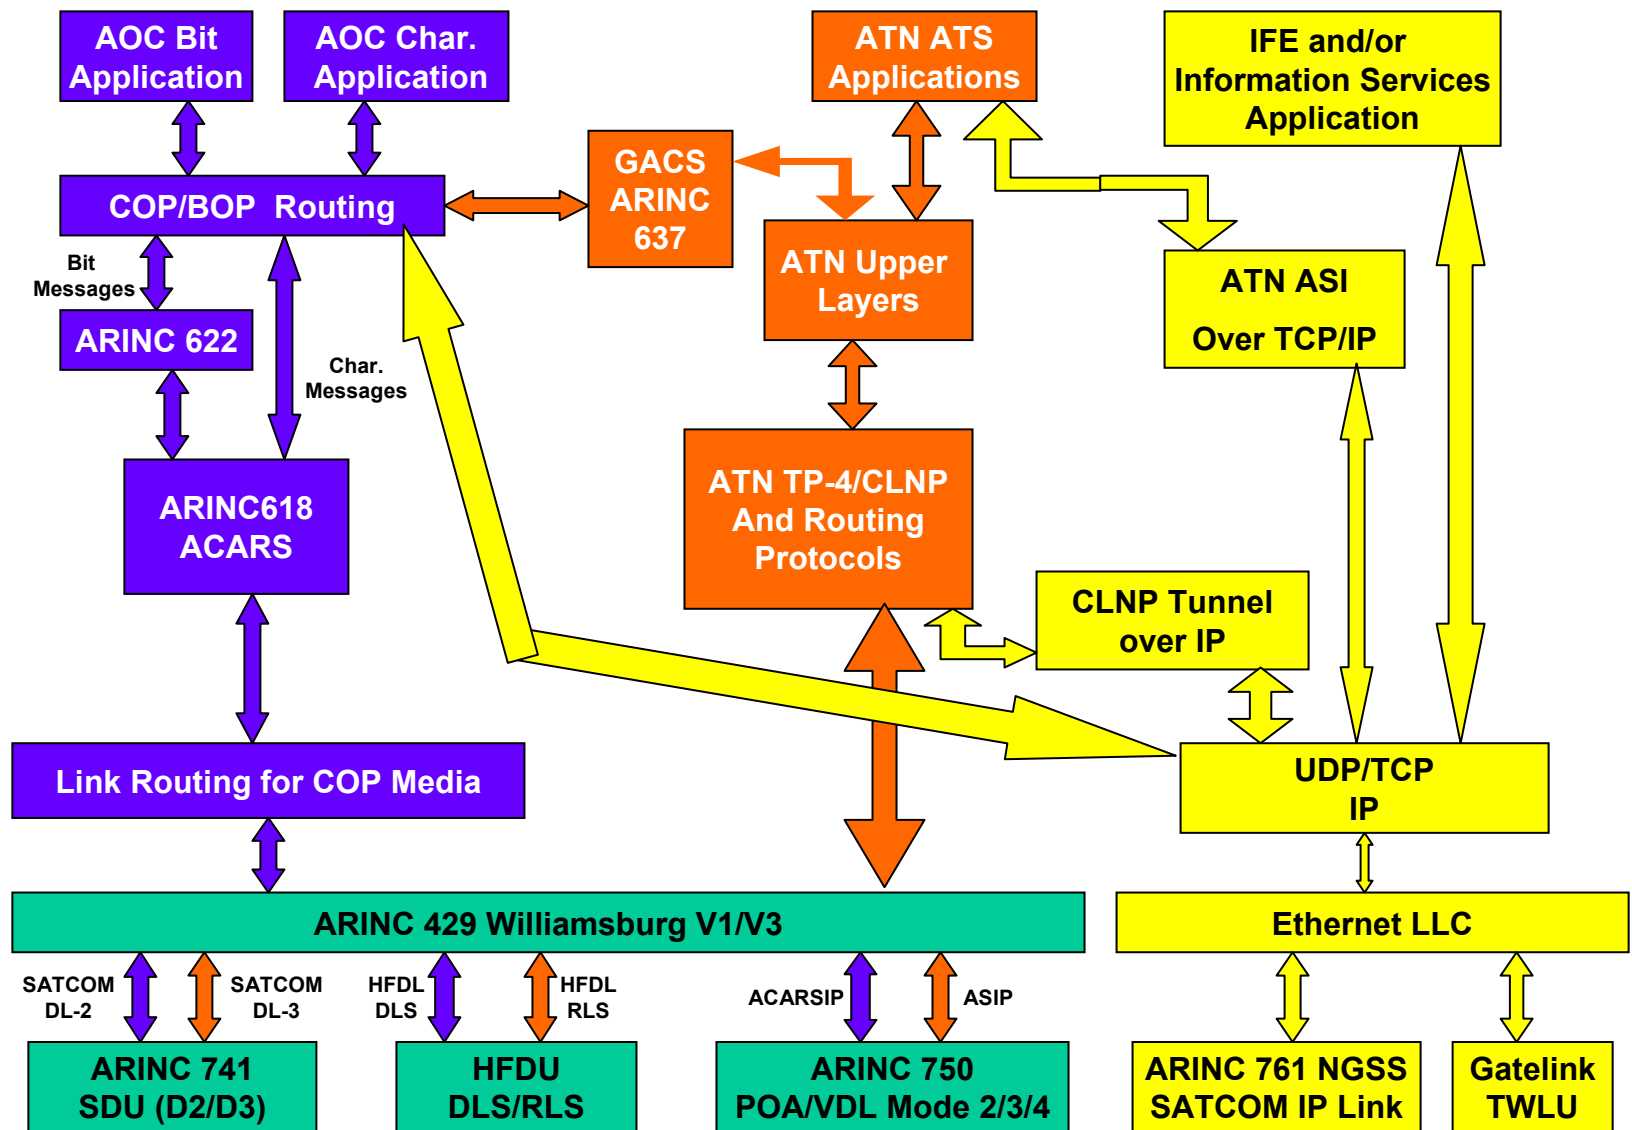 AOC Bit
Application
AOC Char.
Application
ATN ATS
Applications
IFE and/or
Information Services
Application
GACS
ARINC
637
COP/BOP Routing
ATN Upper
Layers
ATN ASI
Over TCP/IP
Bit
Messages
ARINC 622
Char.
Messages
ARINC618
ACARS
ATN TP-4/CLNP
And Routing
Protocols
CLNP Tunnel
over IP
Link Routing for COP Media
UDP/TCP
IP
ARINC 429 Williamsburg V1/V3
Ethernet LLC
SATCOM
DL-2
SATCOM
DL-3
HFDL
DLS
HFDL
RLS
ACARSIP
ASIP
ARINC 741
SDU (D2/D3)
HFDU
DLS/RLS
ARINC 750
POA/VDL Mode 2/3/4
ARINC 761 NGSS
SATCOM IP Link
Gatelink
TWLU